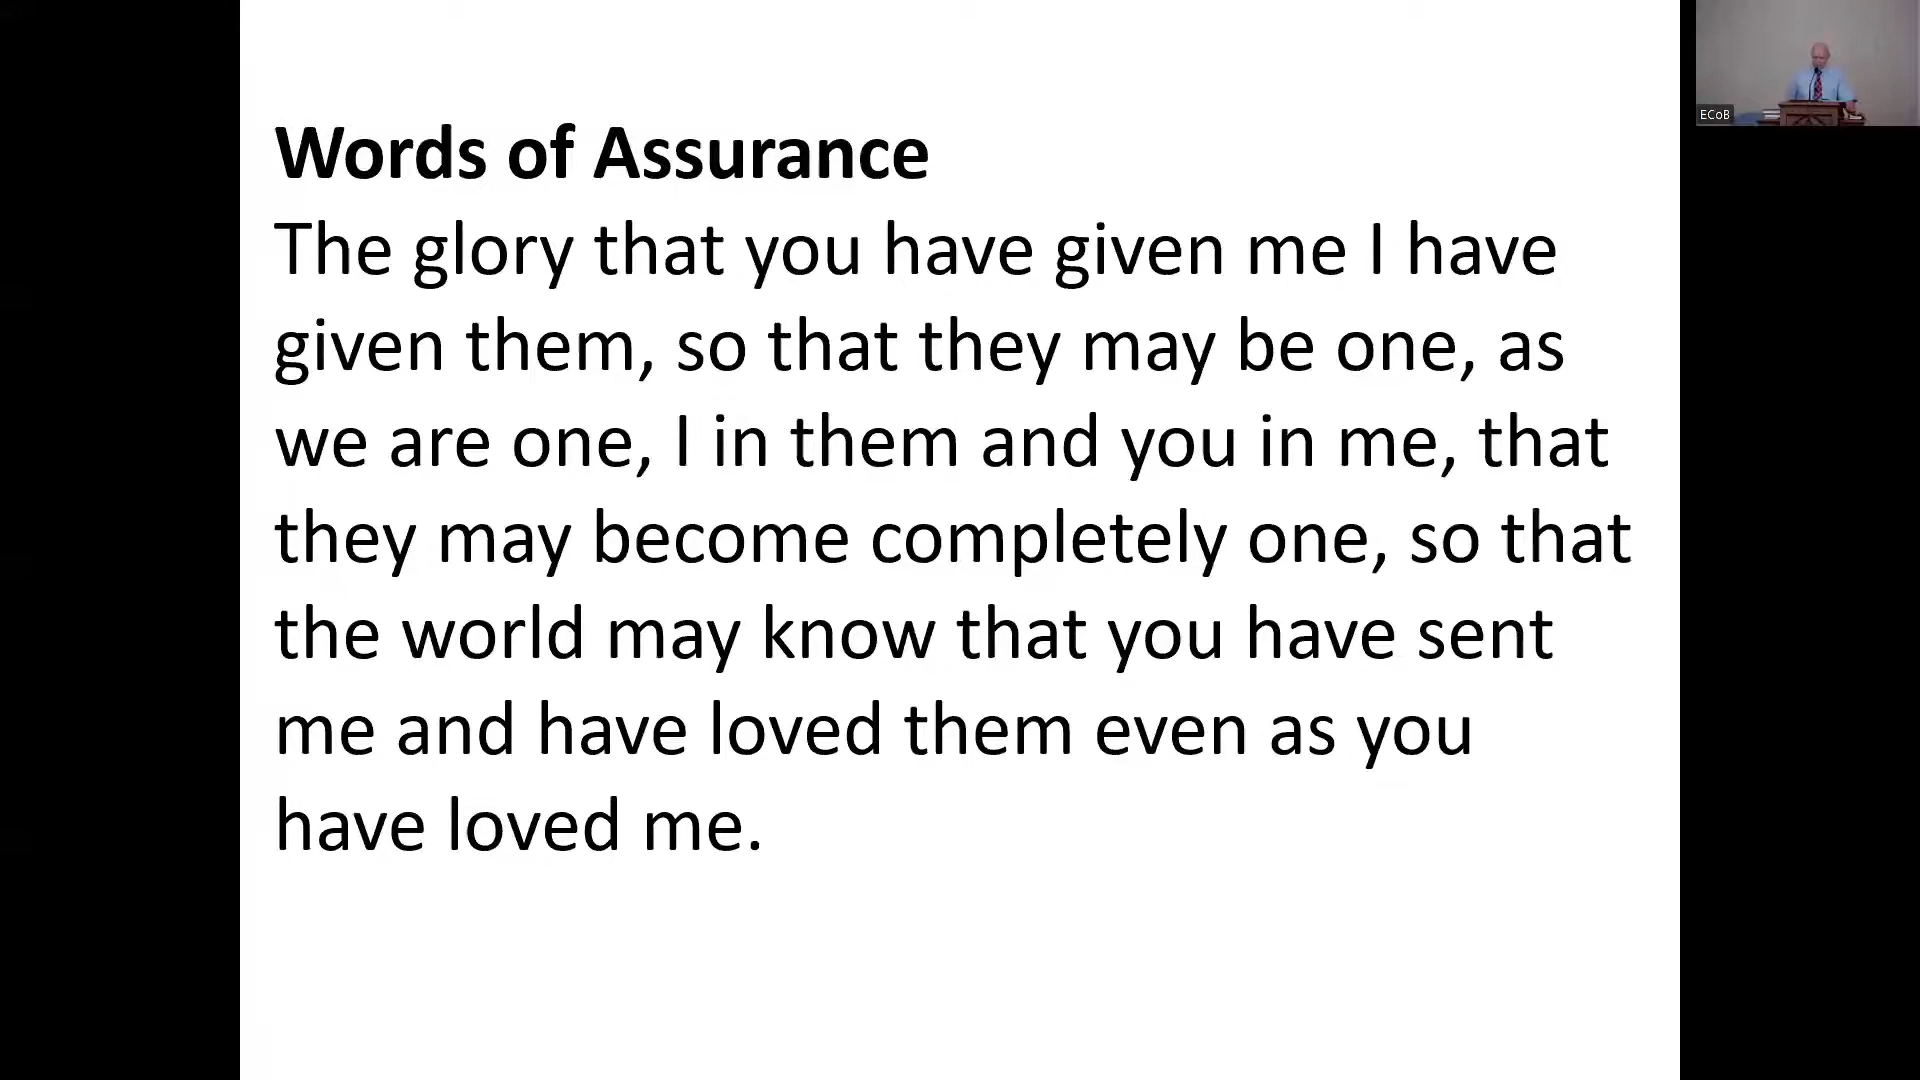 Words of Assurance
The glory that you have given me I have
given them, so that they may be one, as
we are one, I in them and you in me, that
they may become completely one, so that
the world may know that you have sent
me and have loved them even as you
have loved me.
ECoB